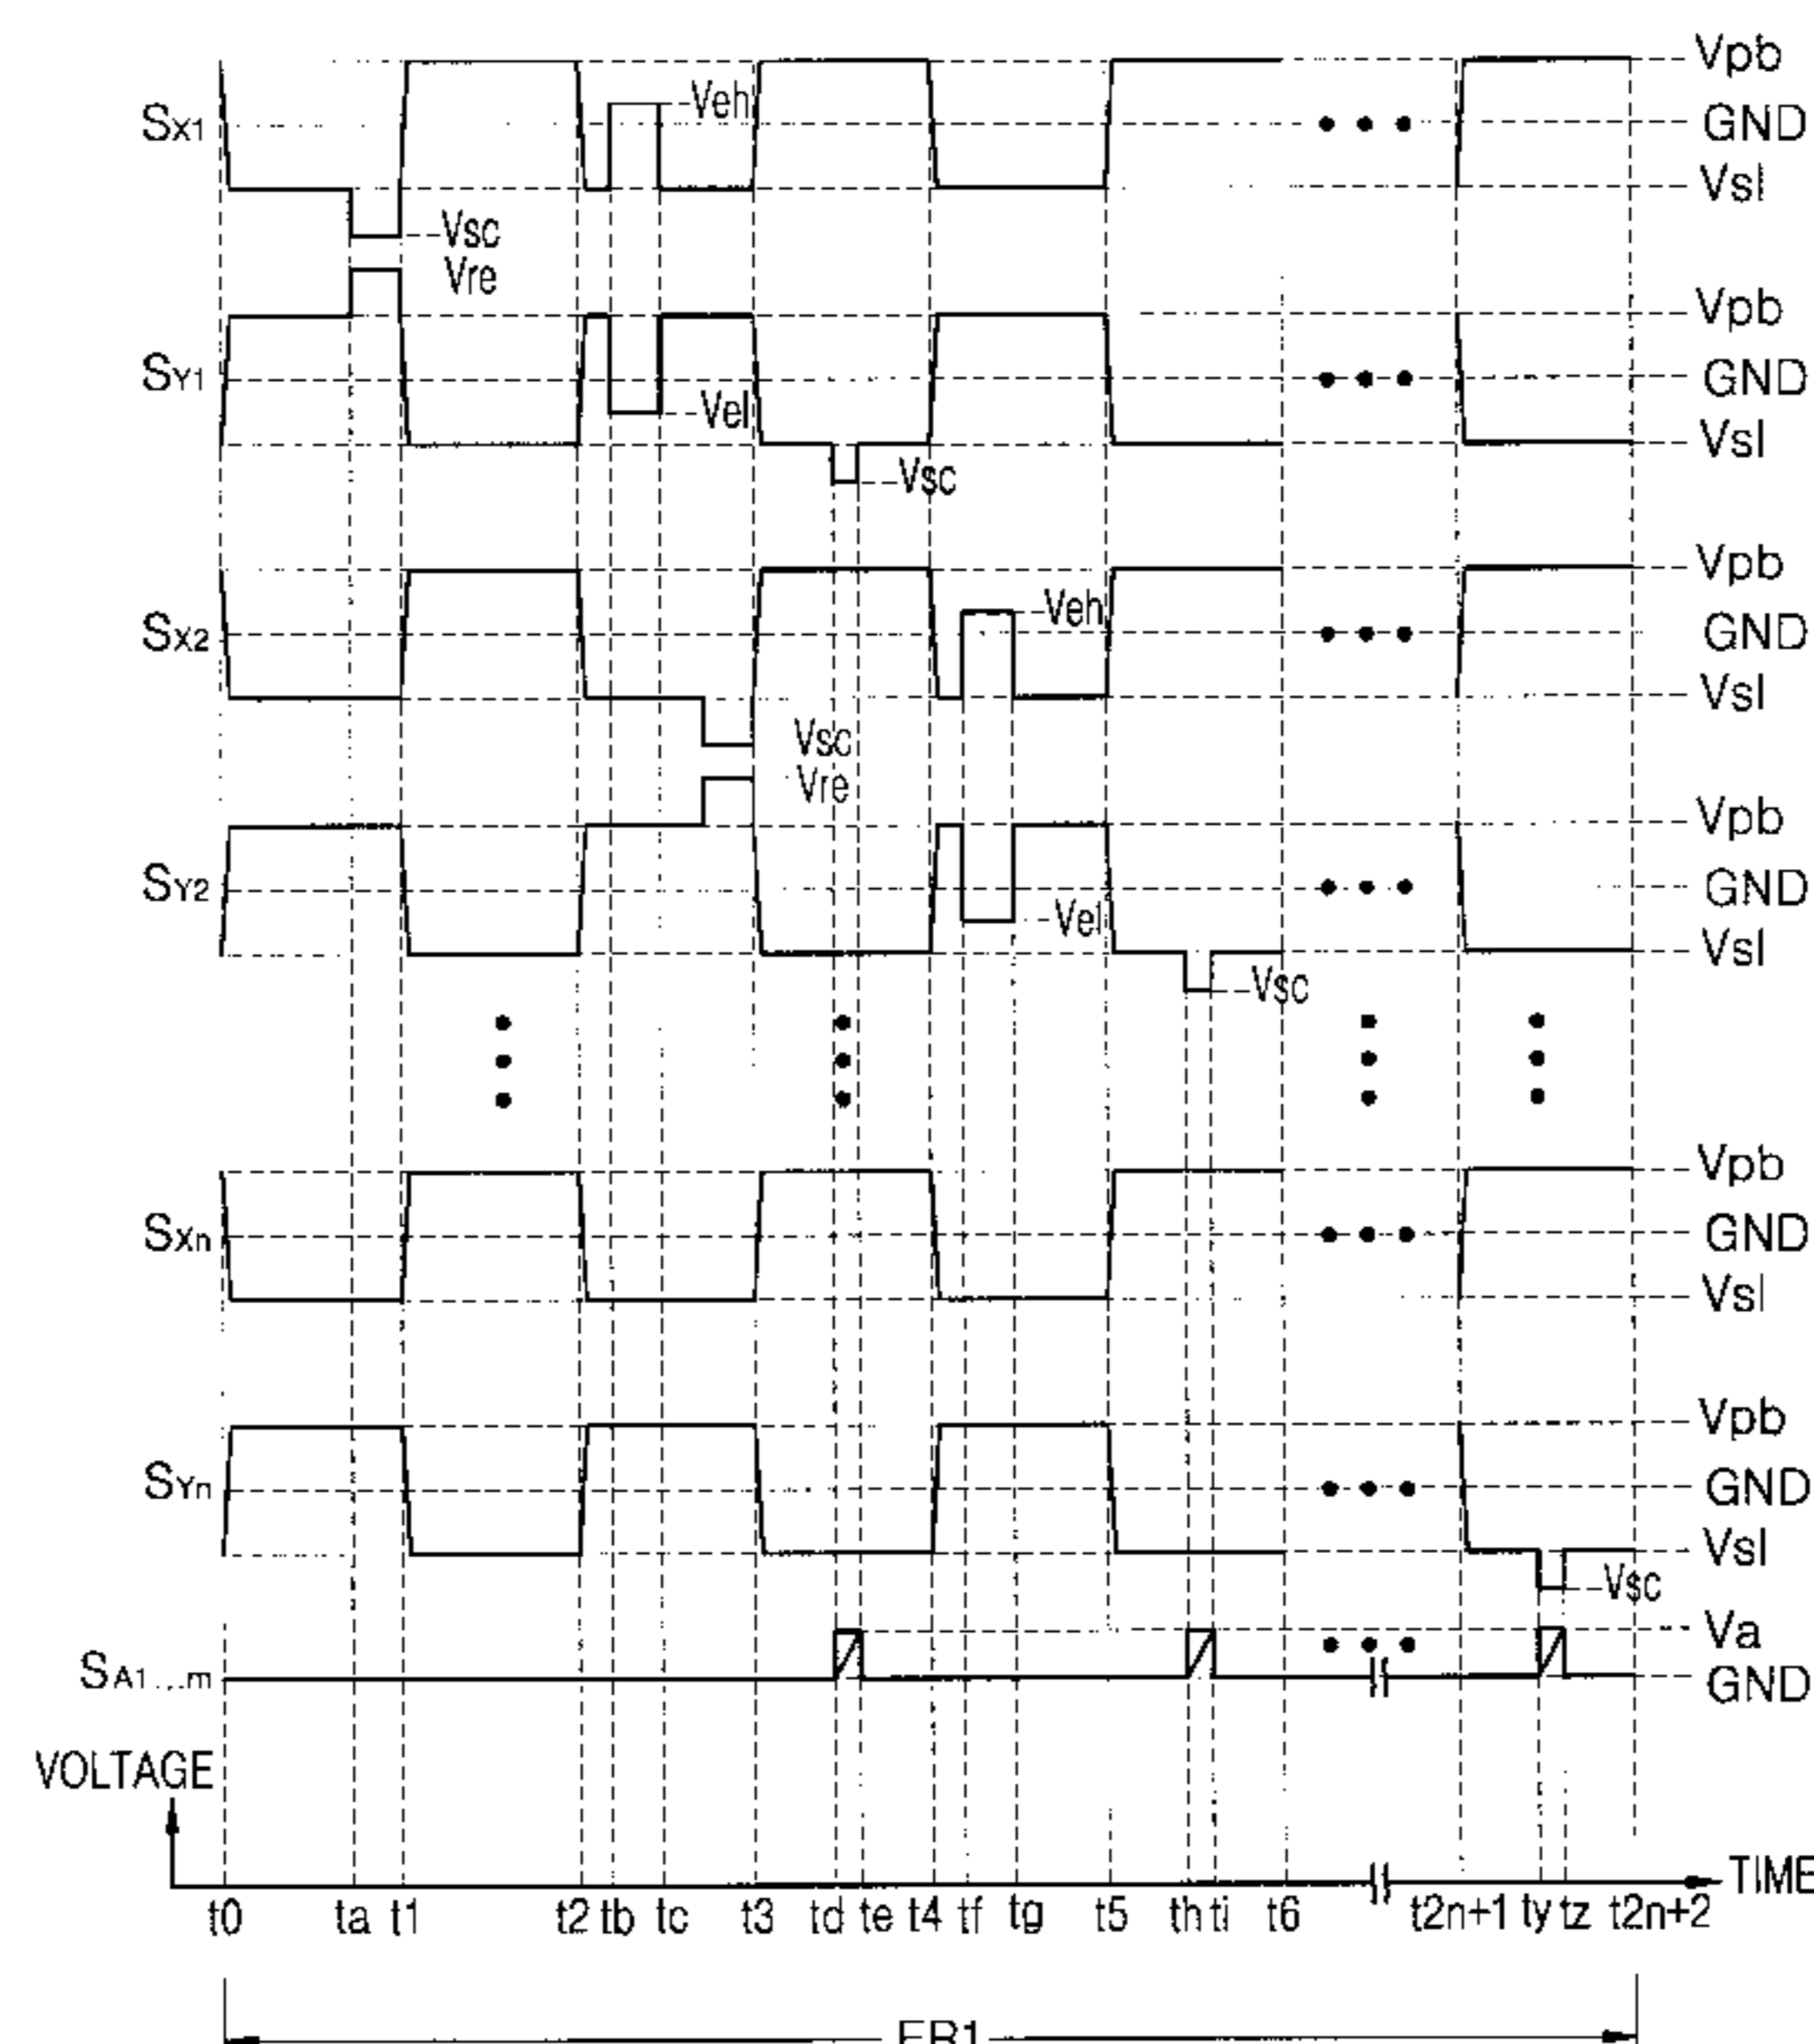 Vpb
SX1
Veh
GND
Vsl
Vsc
Vre
Vpb
SY1
GND
Vel
Vsl
Vsc
Vpb
Veh
SX2
GND
Vsl
Vsc
Vre
Vpb
SY2
GND
Vel
Vsl
Vsc
Vpb
SXn
GND
Vsl
Vpb
SYn
GND
Vsl
Vsc
Va
SA1...m
GND
VOLTAGE
TIME
t0 ta t1 t2 tb tc t3 td te t4 tf tg t5 th ti t6 t2n+1 ty tz t2n+2
FR1